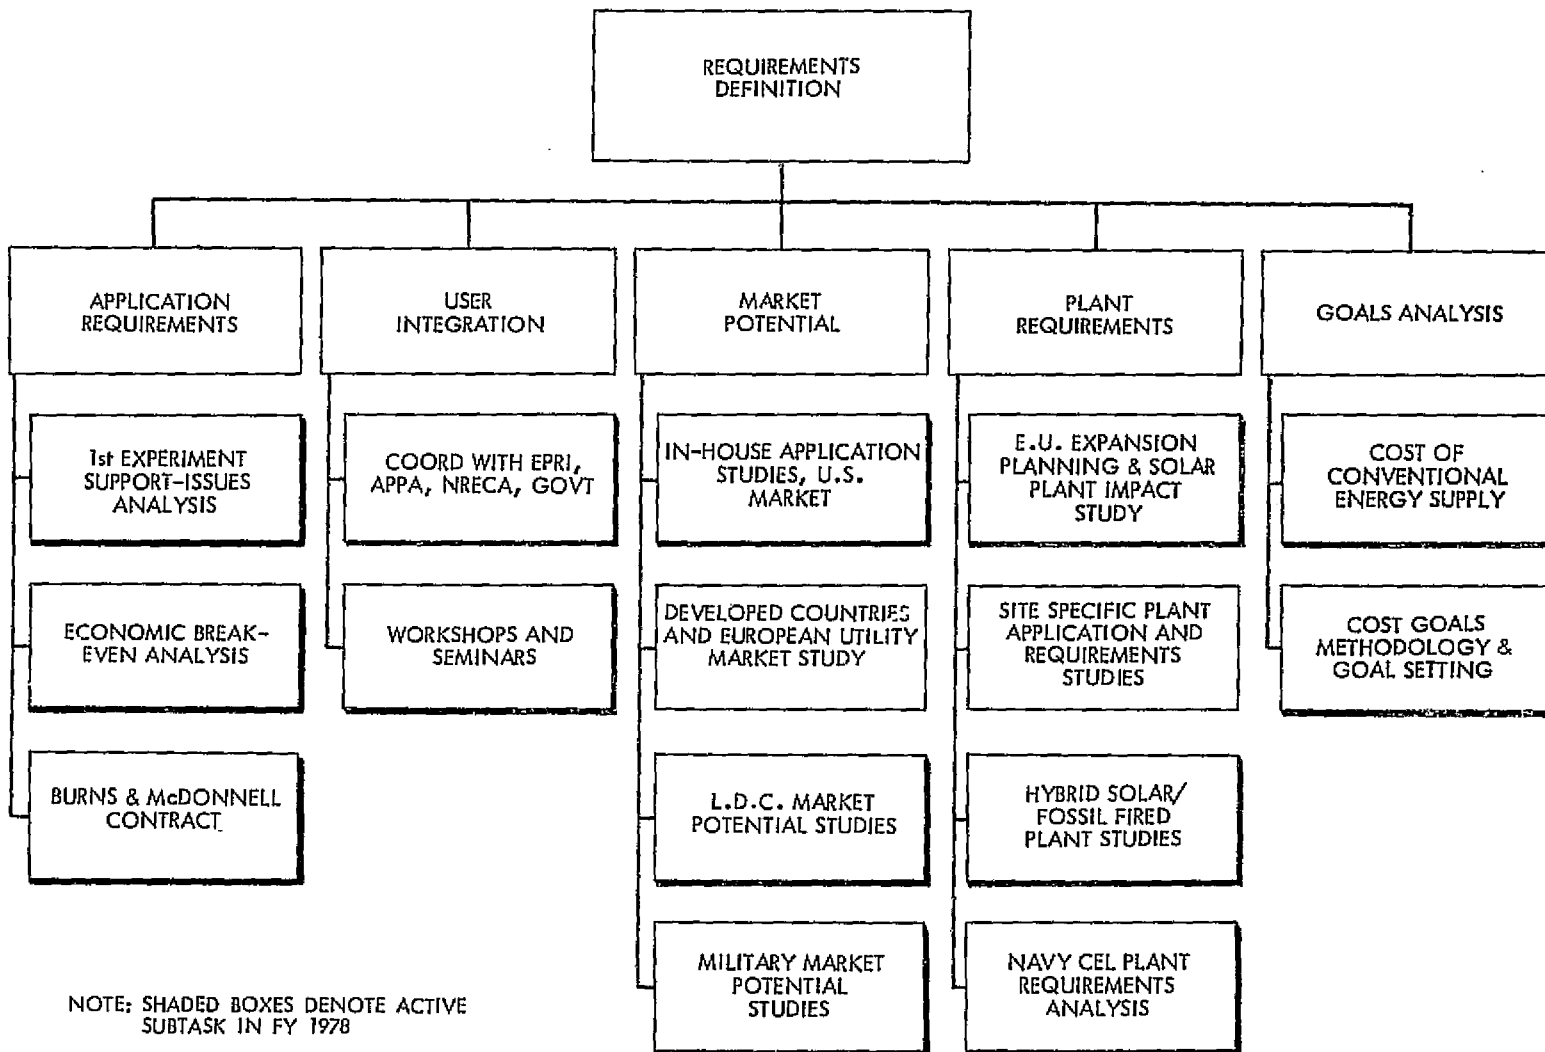 REQUIREMENTS
DEFINITION
APPLICATION
REQUIREMENTS
USER
INTEGRATION
MARKET
POTENTIAL
PLANT
REQUIREMENTS
GOALS ANALYSIS
1st EXPERIMENT
SUPPORT-ISSUES
ANALYSIS
ECONOMIC BREAK-
EVEN ANALYSIS
BURNS & McDONNELL
CONTRACT
COORD WITH EPRI,
APPA, NRECA, GOVT
WORKSHOPS AND
SEMINARS
IN-HOUSE APPLICATION
STUDIES, U.S.
MARKET
DEVELOPED COUNTRIES
AND EUROPEAN UTILITY
MARKET STUDY
L.D.C. MARKET
POTENTIAL STUDIES
MILITARY MARKET
POTENTIAL
STUDIES
E.U. EXPANSION
PLANNING & SOLAR
PLANT IMPACT
STUDY
SITE SPECIFIC PLANT
APPLICATION AND
REQUIREMENTS
STUDIES
HYBRID SOLAR/
FOSSIL FIRED
PLANT STUDIES
NAVY CEL PLANT
REQUIREMENTS
ANALYSIS
COST OF
CONVENTIONAL
ENERGY SUPPLY
COST GOALS
METHODOLOGY &
GOAL SETTING
NOTE: SHADED BOXES DENOTE ACTIVE
SUBTASK IN FY 1978